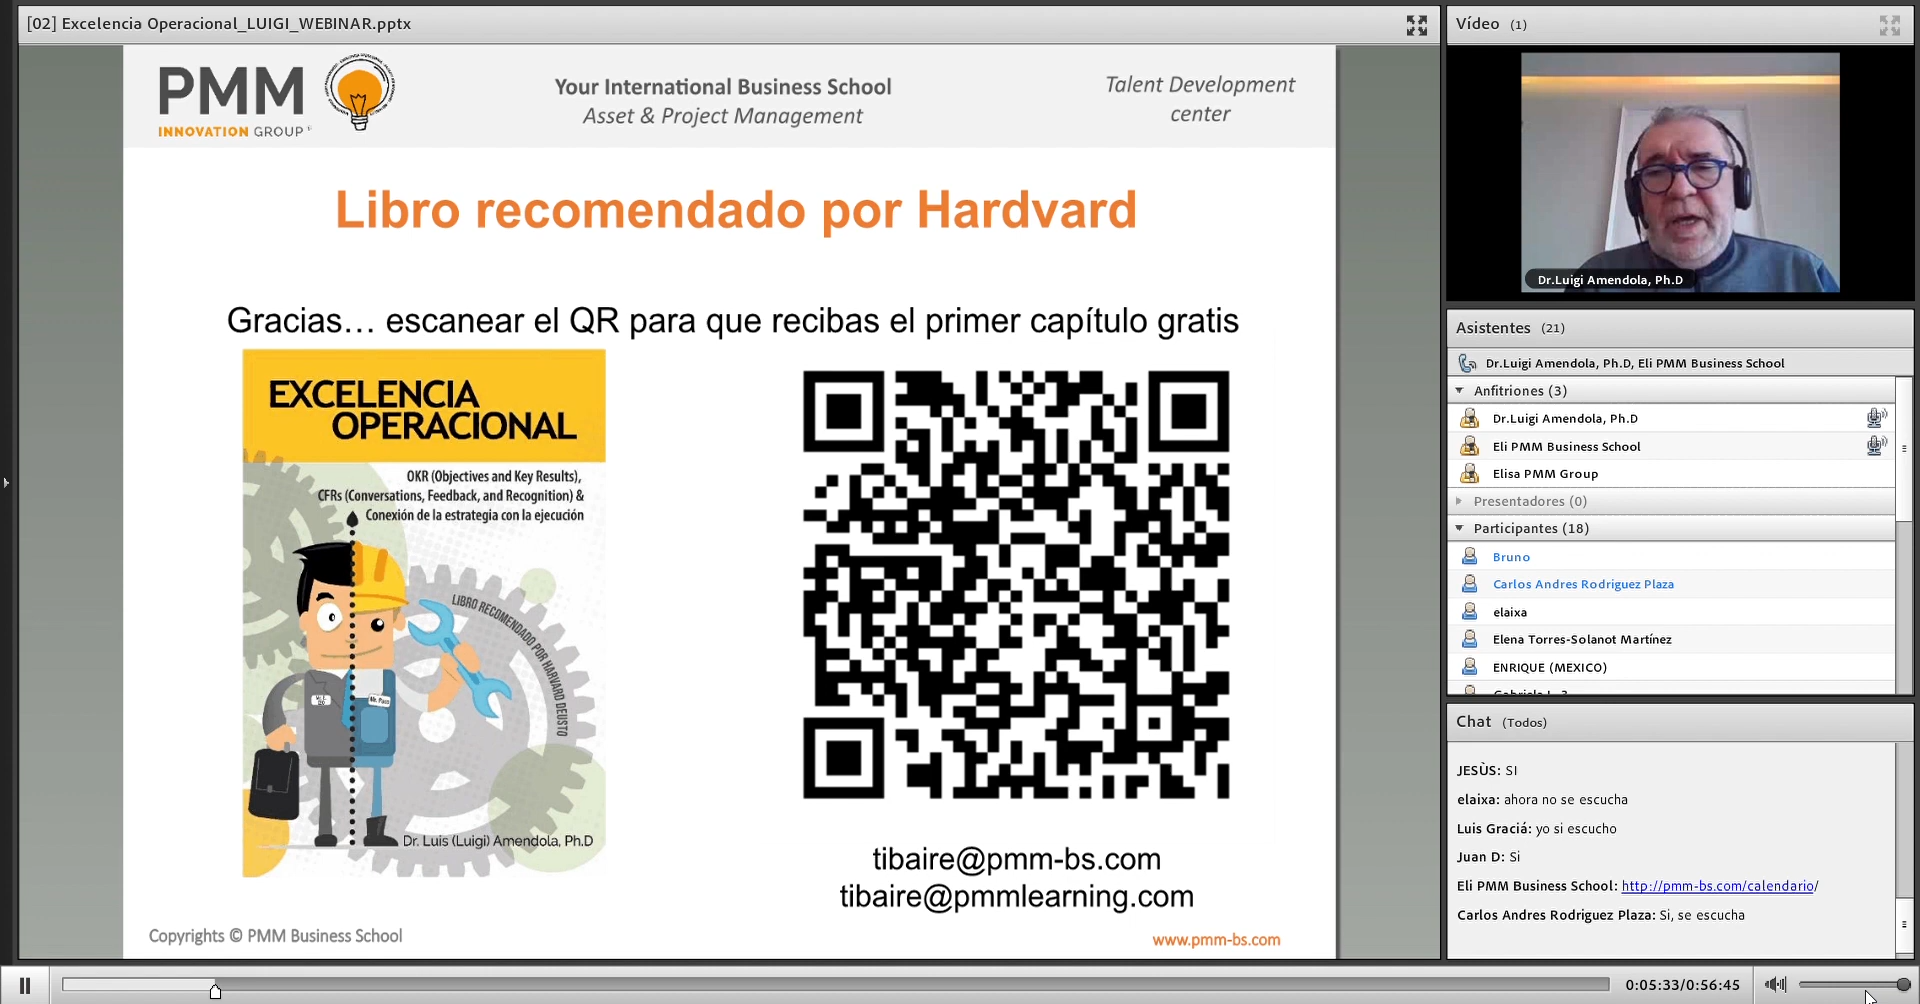 [02] Excelencia Operacional_LUIGI_WEBINAR.pptx
PMM
INNOVATION GROUP
Your International Business School
Asset & Project Management
Talent Development
center
Libro recomendado por Hardvard
Gracias... escanear el QR para que recibas el primer capítulo gratis
EXCELENCIA
OPERACIONAL
OKR (Objectives and Key Results),
CFRs (Conversations, Feedback, and Recognition) &
Conexión de la estrategia con la ejecución
LIBRO RECOMENDADO POR HARVARD DEUSTO
Dr. Luis (Luigi) Amendola, Ph.D
tibaire@pmm-bs.com
tibaire@pmmlearning.com
Copyrights © PMM Business School
www.pmm-bs.com
Vídeo (1)
Dr.Luigi Amendola, Ph.D
Asistentes (21)
Dr.Luigi Amendola, Ph.D, Eli PMM Business School
Anfitriones (3)
Dr.Luigi Amendola, Ph.D
Eli PMM Business School
Elisa PMM Group
Presentadores (0)
Participantes (18)
Bruno
Carlos Andres Rodriguez Plaza
elaixa
Elena Torres-Solanot Martínez
ENRIQUE (MEXICO)
Chat (Todos)
JESÙS: SI
elaixa: ahora no se escucha
Luis Graciá: yo si escucho
Juan D: Si
Eli PMM Business School: http://pmm-bs.com/calendario/
Carlos Andres Rodriguez Plaza: Si, se escucha
0:05:33/0:56:45